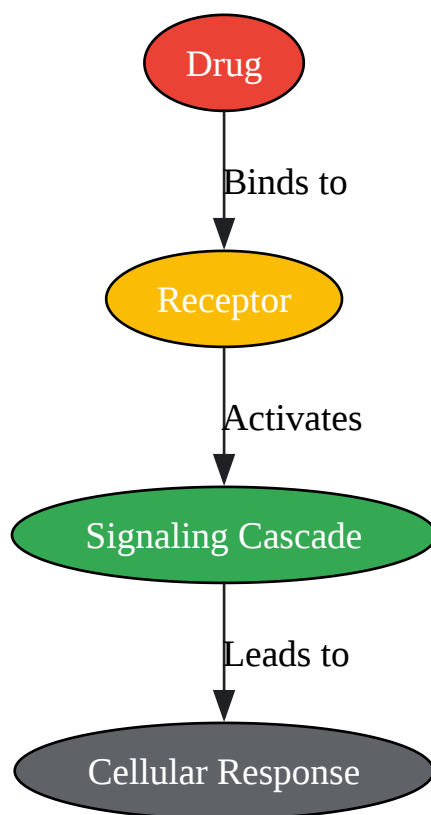 Drug
Binds to
Receptor
Activates
Signaling Cascade
Leads to
Cellular Response